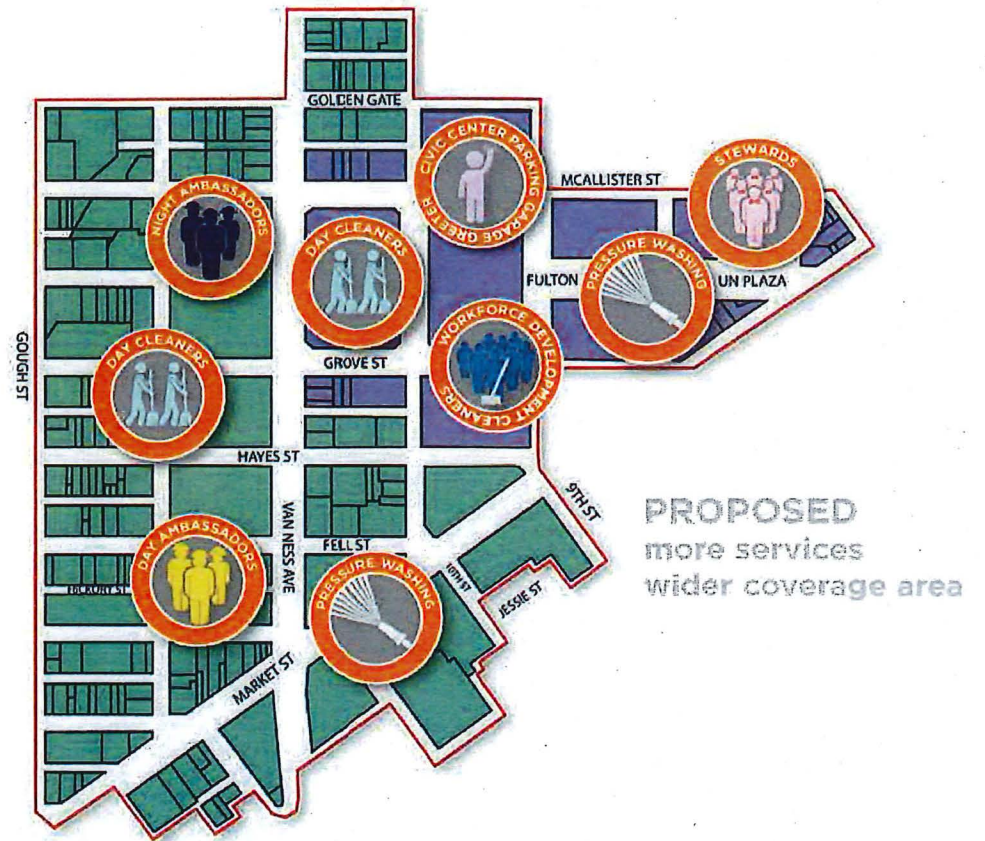 GOLDEN GATE
CIVIC CENTER PARKING GARAGE GREETER
STEWARDS
MCALLISTER ST
NIGHT AMBASSADORS
DAY CLEANERS
FULTON
PRESSURE WASHING
UN PLAZA
GOUGH ST
DAY CLEANERS
GROVE ST
WORKFORCE DEVELOPMENT CLEANERS
HAYES ST
VAN NESS AVE
9TH ST
PROPOSED
more services
wider coverage area
FELL ST
DAY AMBASSADORS
PRESSURE WASHING
10TH ST
HICKORY ST
JESSIE ST
MARKET ST